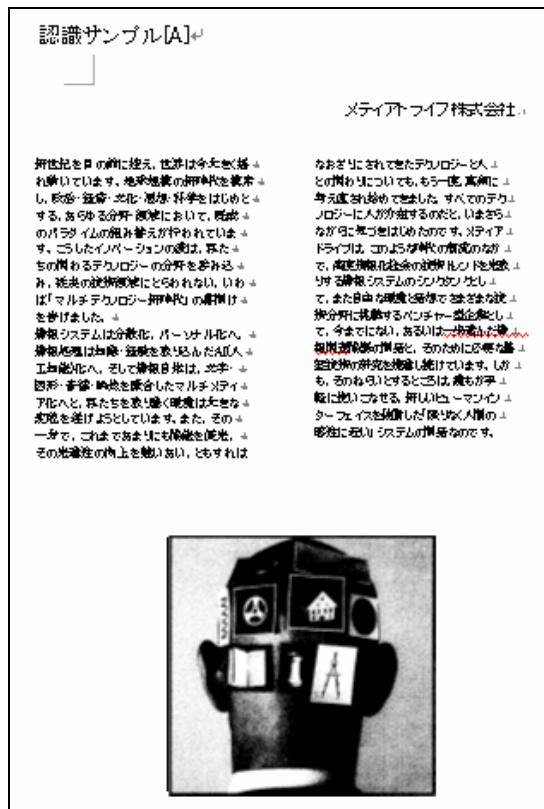 認識サンプル[A]
メディアドライブ株式会社
新世紀を目の前に控え、世界は今大きく揺
れ動いています。地球規模の新時代を模索
し、政治・経済・文化・思想・科学をはじめと
する、あらゆる分野・領域において、既成
のパラダイムの組み替えが行われていま
す。こうしたイノベーションの波は、私た
ちの関わるテクノロジーの分野を呑み込
み、従来の技術領域にとらわれない、いわ
ば「マルチテクノロジー新時代」の幕開け
を告げました。
情報システムは分散化、パーソナル化へ。
情報処理は知識・経験を取り込んだAI(人
工知能)化へ、そして情報自体は、文字・
図形・音響・映像を融合したマルチメディ
ア化へと、私たちを取り巻く環境は大きな
変貌を遂げようとしています。また、その
一方で、これまであまりにも機能を優先、
その先進性の向上を競いあい、ともすれば
なおざりにされてきたテクノロジーと人
との関わりについても、もう一度、真剣に
考え直され始めてきました。すべてのテク
ノロジーに人が介在するのだと、いまさら
ながらに気づきはじめたのです。メディア
ドライブは、このような時代の潮流のなか
で、高度情報化社会の技術トレンドを先取
りする情報システムのシンクタンクとし
て、また自由な環境と発想でさまざまな技
術分野に挑戦するベンチャー型企業とし
て、今までにない、あるいは一歩進んだ
の開発と、そのために必要な基
礎技術の研究を推進し続けています。しか
も、そのねらいとするところは、誰もが手
軽に使いこなせる、新しいヒューマンイン
ターフェイスを装備した「限りなく人間の
感性に近い」システムの開発なのです。